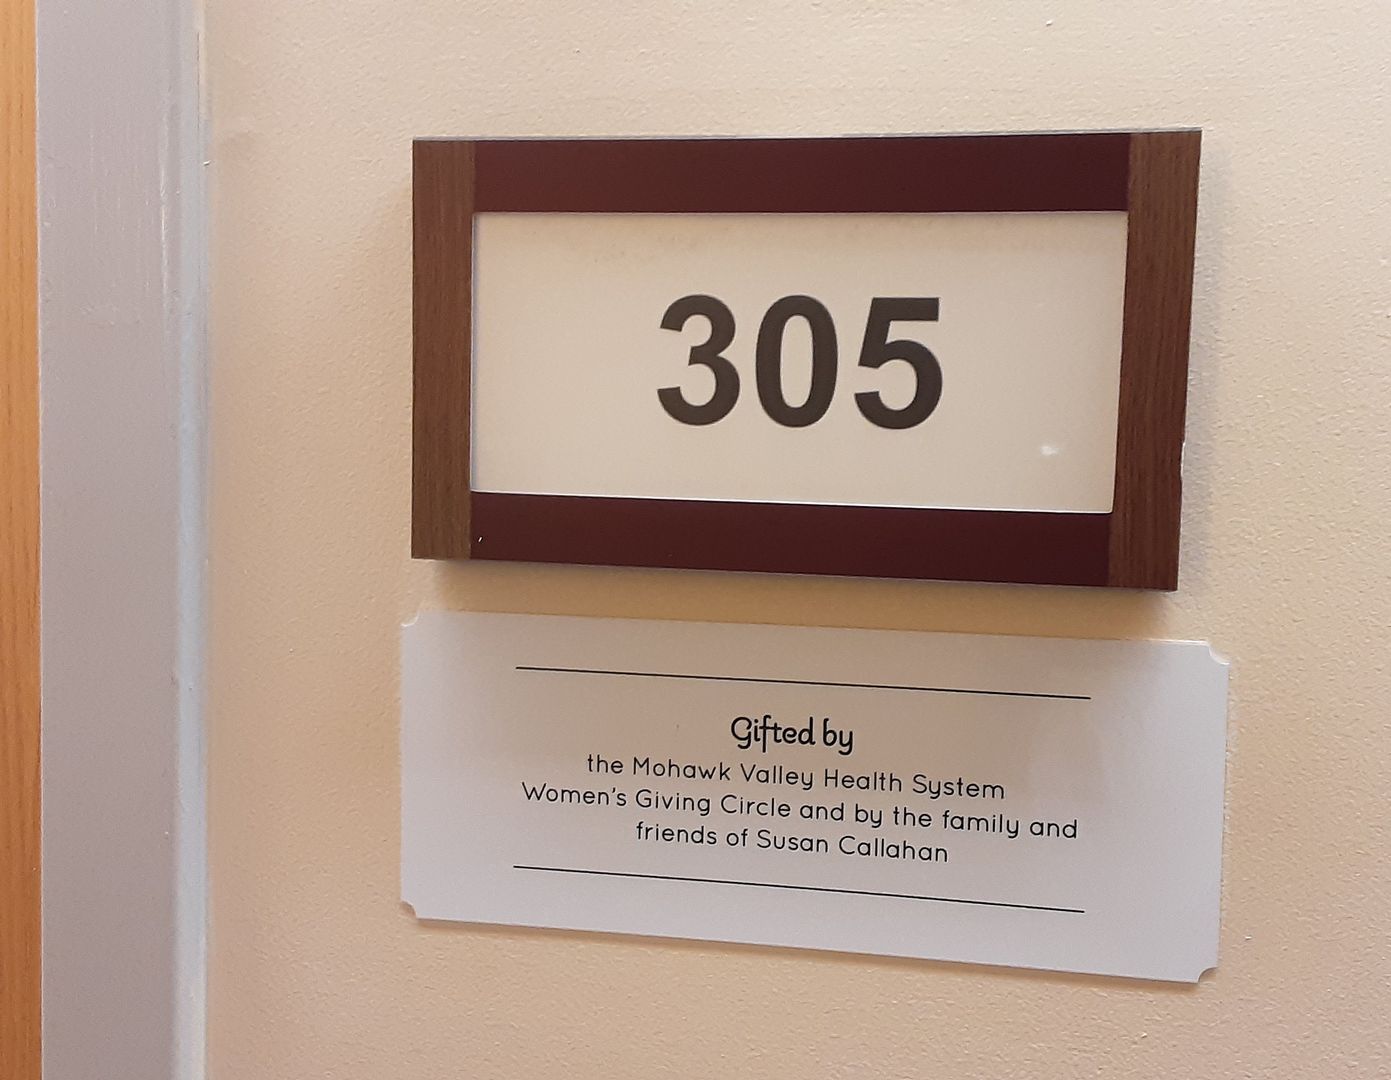 305
Gifted by
the Mohawk Valley Health System
Women's Giving Circle and by the family and
friends of Susan Callahan